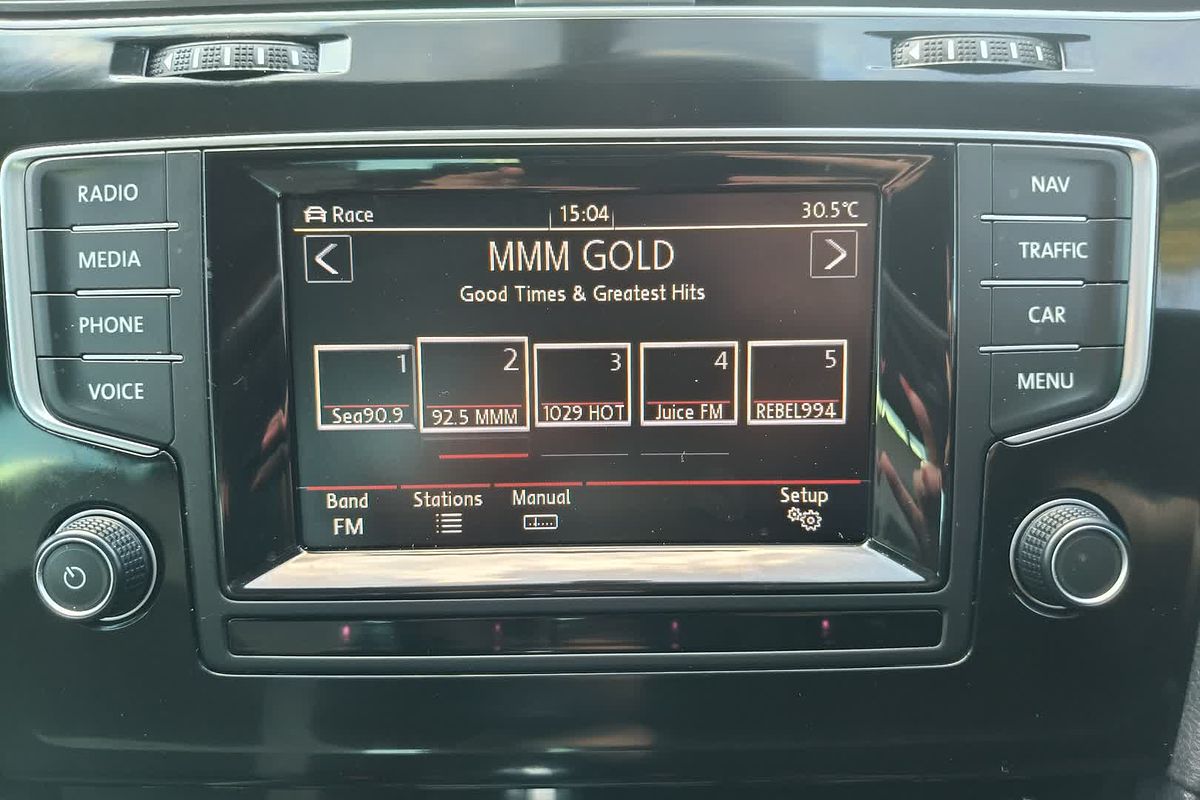 RADIO
MEDIA
PHONE
VOICE
Race 15:04 30.5°C
MMM GOLD
Good Times & Greatest Hits
1 2 3 4 5
Sea90.9 92.5 MMM 1029 HOT Juice FM REBEL994
Band Stations Manual Setup
FM
NAV
TRAFFIC
CAR
MENU